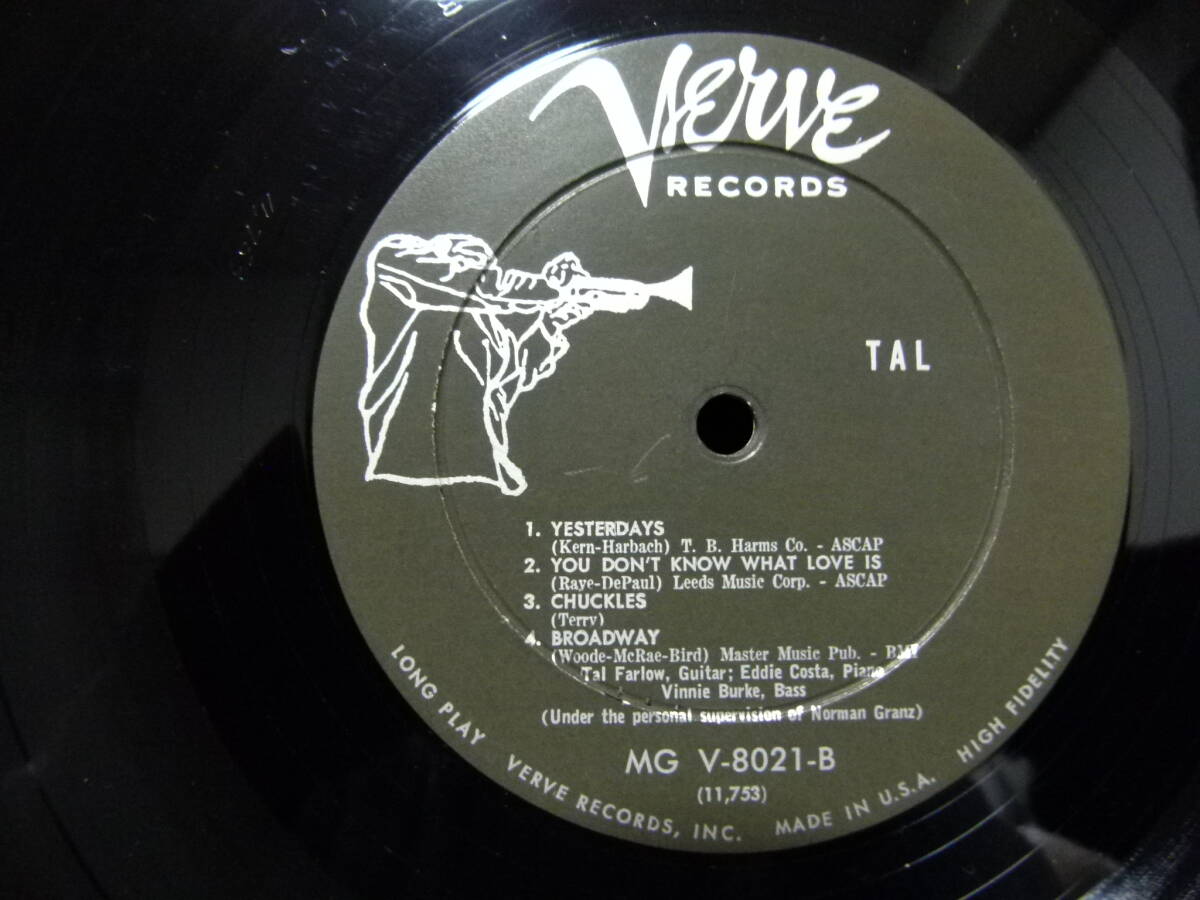 Verve
RECORDS
TAL
1. YESTERDAYS
(Kern-Harbach) T. B. Harms Co. - ASCAP
2. YOU DON'T KNOW WHAT LOVE IS
(Raye-DePaul) Leeds Music Corp. - ASCAP
3. CHUCKLES
(Terry)
4. BROADWAY
(Woode-McRae-Bird) Master Music Pub. - BMI
Tal Farlow, Guitar; Eddie Costa, Piano
Vinnie Burke, Bass
(Under the personal supervision of Norman Granz)
MG V-8021-B
(11,753)
LONG PLAY VERVE RECORDS, INC. MADE IN U.S.A. HIGH FIDELITY